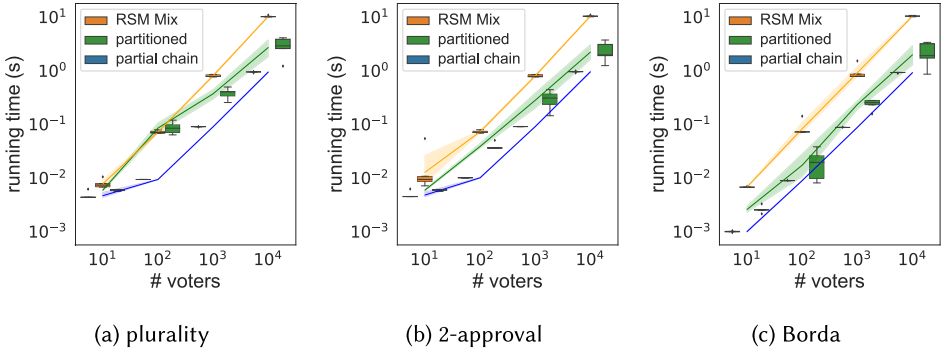 RSM Mix
partitioned
partial chain
running time (s)
10¹
10⁰
10⁻¹
10⁻²
10⁻³
10¹ 10² 10³ 10⁴
# voters
(a) plurality
RSM Mix
partitioned
partial chain
running time (s)
10¹
10⁰
10⁻¹
10⁻²
10⁻³
10¹ 10² 10³ 10⁴
# voters
(b) 2-approval
RSM Mix
partitioned
partial chain
running time (s)
10¹
10⁰
10⁻¹
10⁻²
10⁻³
10¹ 10² 10³ 10⁴
# voters
(c) Borda